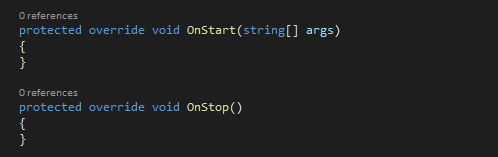 0 references
protected override void OnStart(string[] args)
{
}
0 references
protected override void OnStop()
{
}